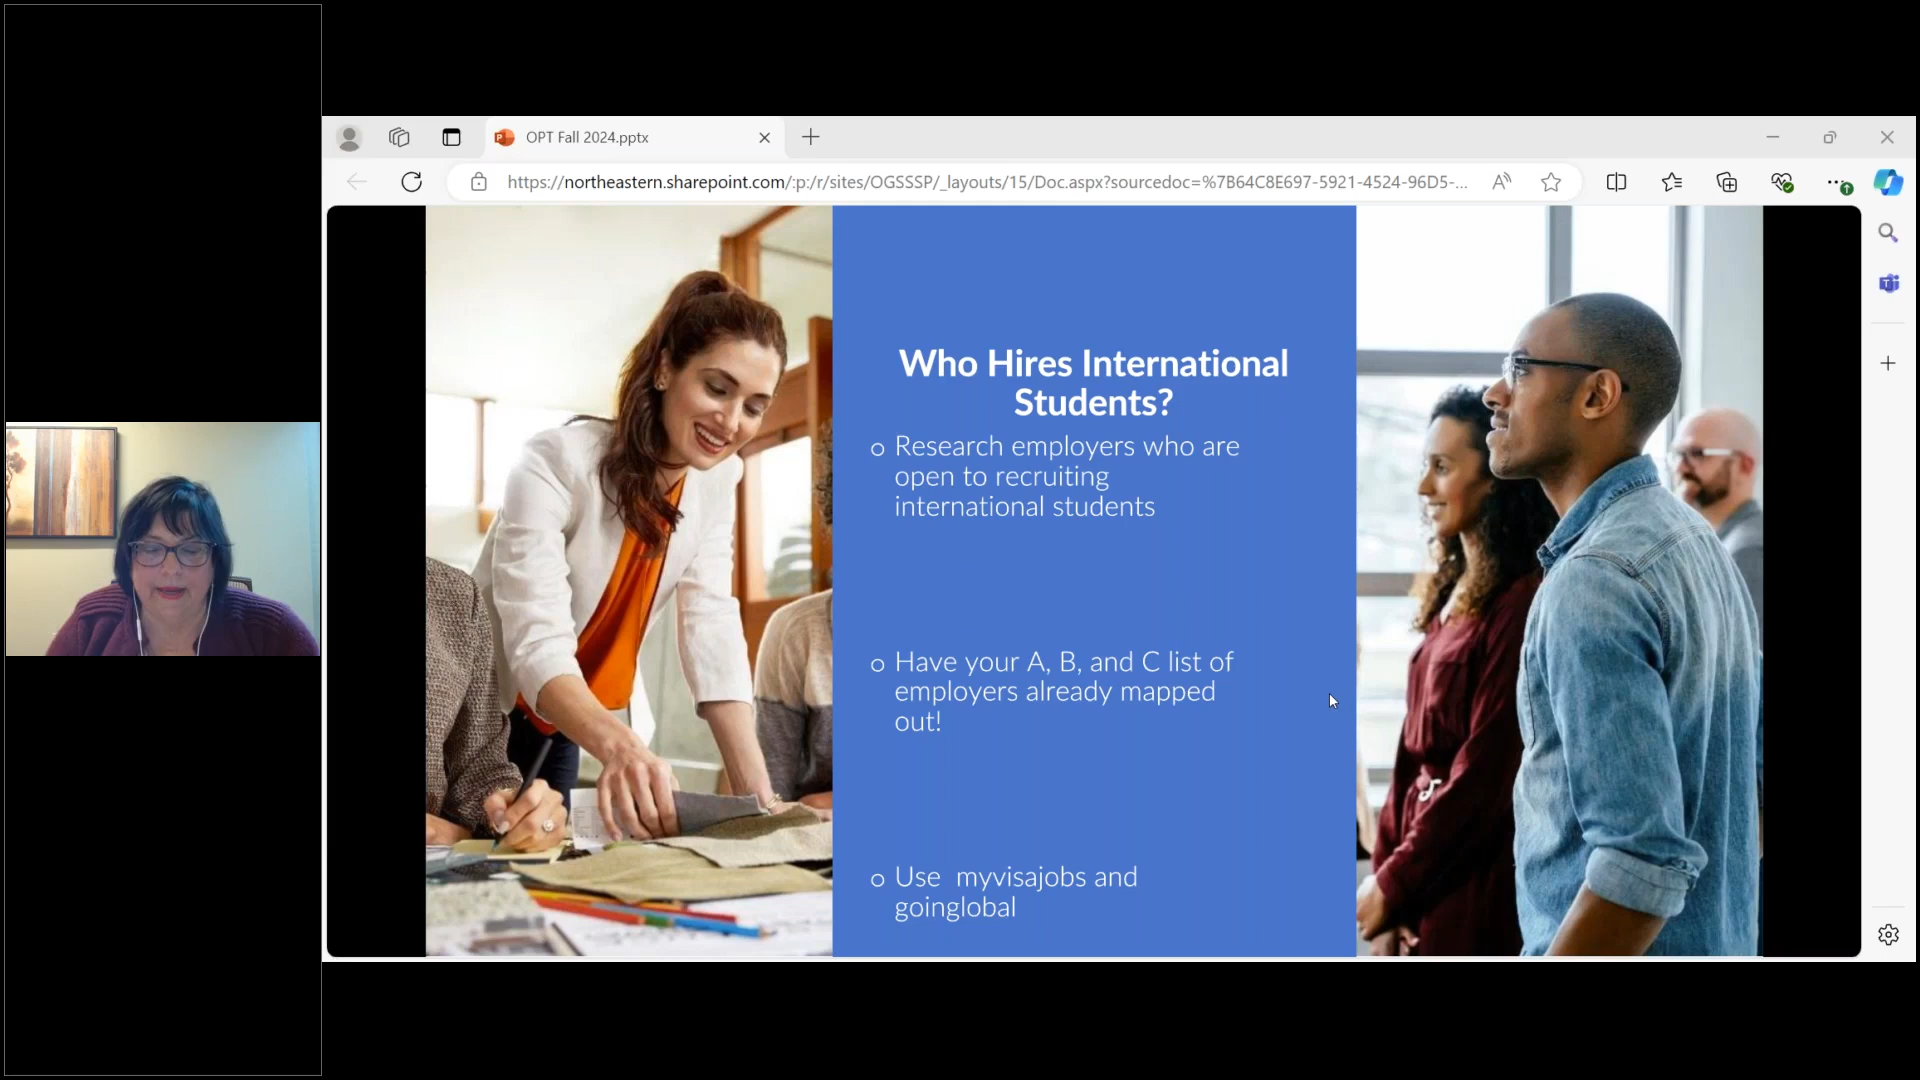 OPT Fall 2024.pptx
https://northeastern.sharepoint.com/:p:/r/sites/OGSSSP/_layouts/15/Doc.aspx?sourcedoc=%7B64C8E697-5921-4524-96D5-...
Who Hires International
Students?
o Research employers who are
open to recruiting
international students
o Have your A, B, and C list of
employers already mapped
out!
o Use  myvisajobs and
goinglobal